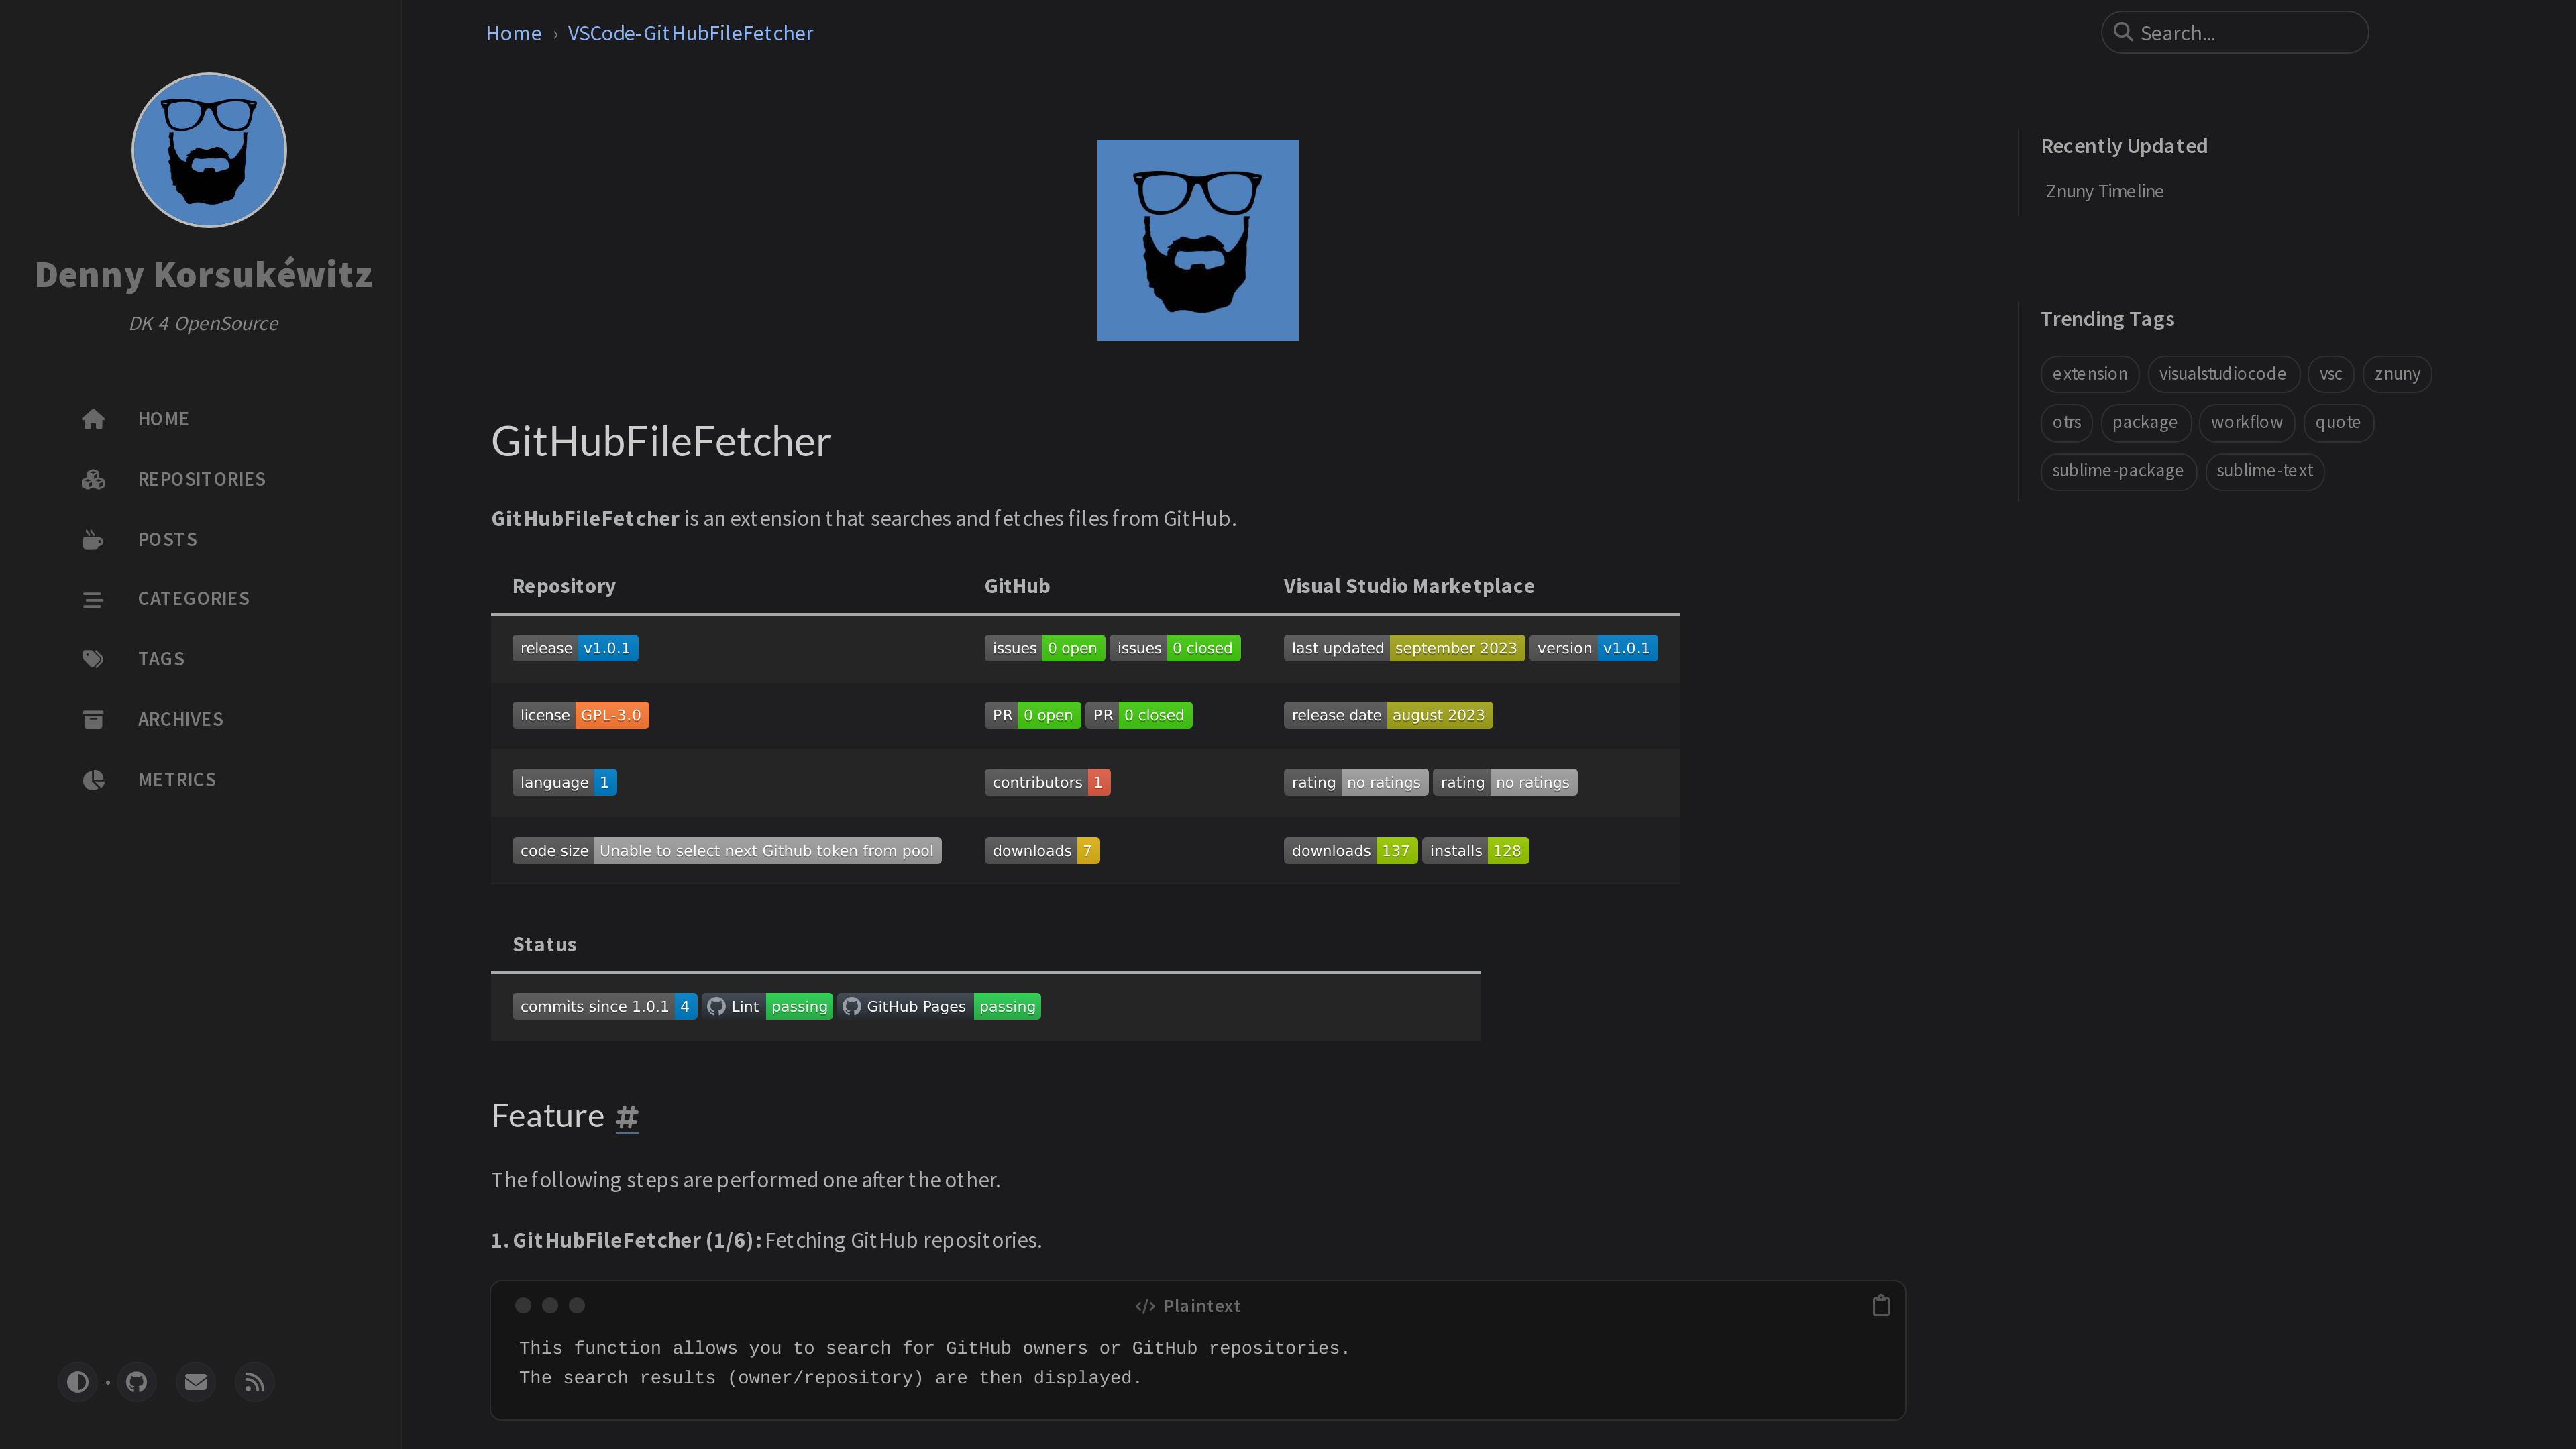 Denny Korsukéwitz
DK 4 OpenSource
HOME
REPOSITORIES
POSTS
CATEGORIES
TAGS
ARCHIVES
METRICS
Home › VSCode-GitHubFileFetcher
Search...
GitHubFileFetcher
GitHubFileFetcher is an extension that searches and fetches files from GitHub.
Repository GitHub Visual Studio Marketplace
release v1.0.1 issues 0 open issues 0 closed last updated september 2023 version v1.0.1
license GPL-3.0 PR 0 open PR 0 closed release date august 2023
language 1 contributors 1 rating no ratings rating no ratings
code size Unable to select next Github token from pool downloads 7 downloads 137 installs 128
Status
commits since 1.0.1 4 Lint passing GitHub Pages passing
Feature #
The following steps are performed one after the other.
1. GitHubFileFetcher (1/6): Fetching GitHub repositories.
Plaintext
This function allows you to search for GitHub owners or GitHub repositories.
The search results (owner/repository) are then displayed.
Recently Updated
Znuny Timeline
Trending Tags
extension visualstudiocode vsc znuny
otrs package workflow quote
sublime-package sublime-text